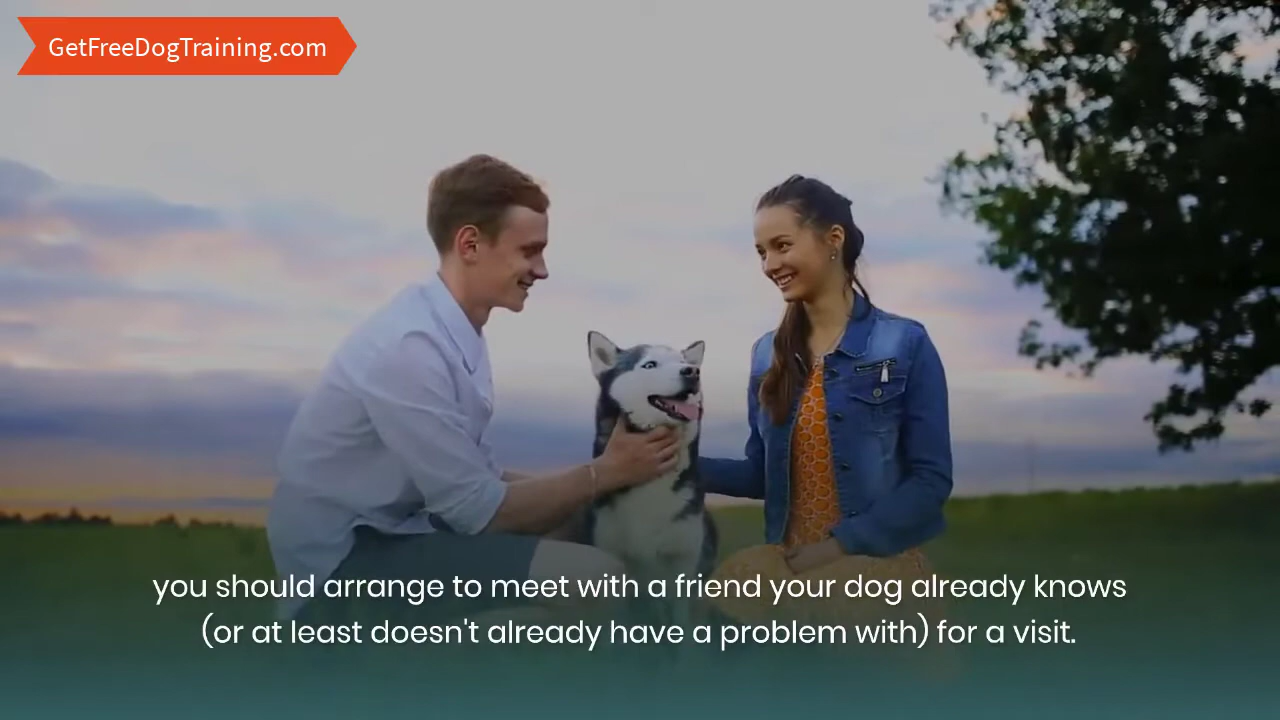 GetFreeDogTraining.com
you should arrange to meet with a friend your dog already knows
(or at least doesn't already have a problem with) for a visit.